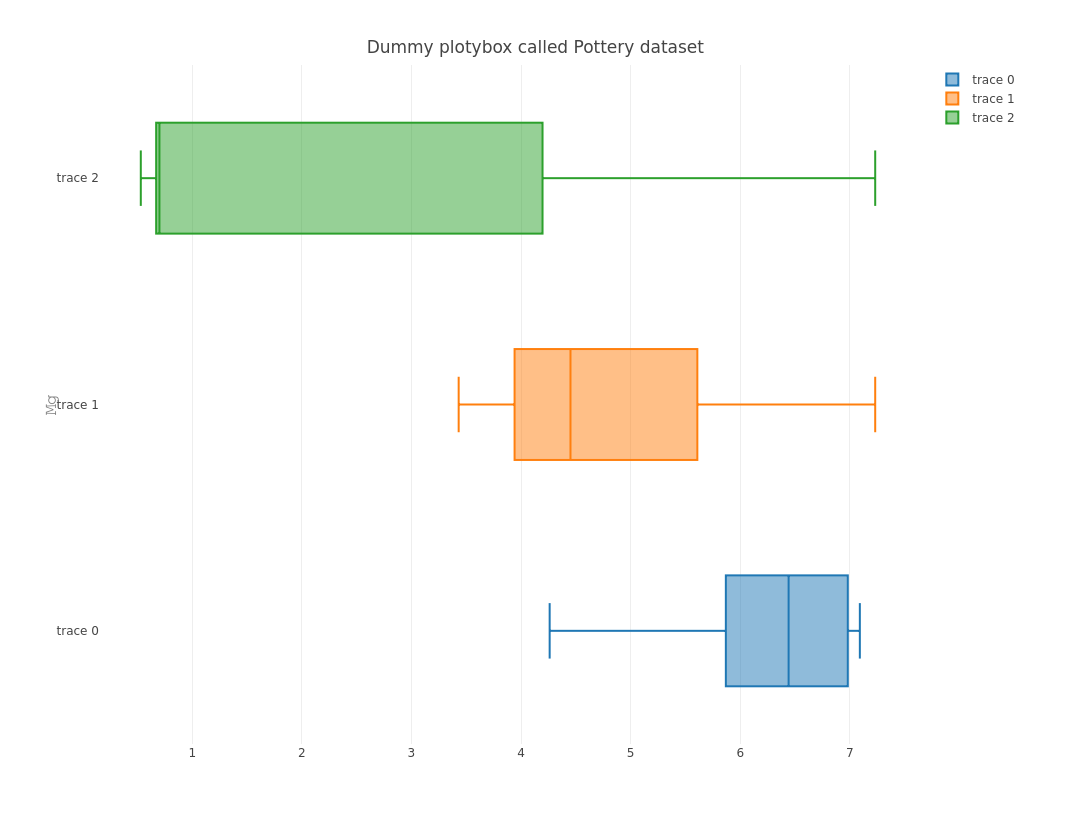 Dummy plotybox called Pottery dataset
trace 0
trace 1
trace 2
trace 2
trace 1
trace 0
Mg
1 2 3 4 5 6 7